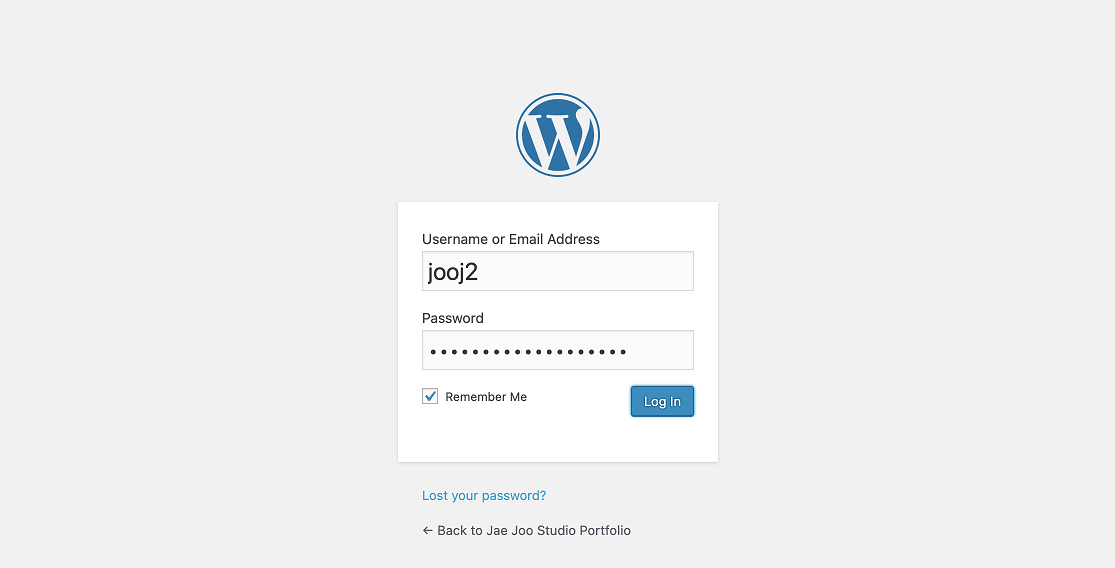 Username or Email Address
jooj2
Password
•••••••••••••••••••
Remember Me
Log In
Lost your password?
← Back to Jae Joo Studio Portfolio